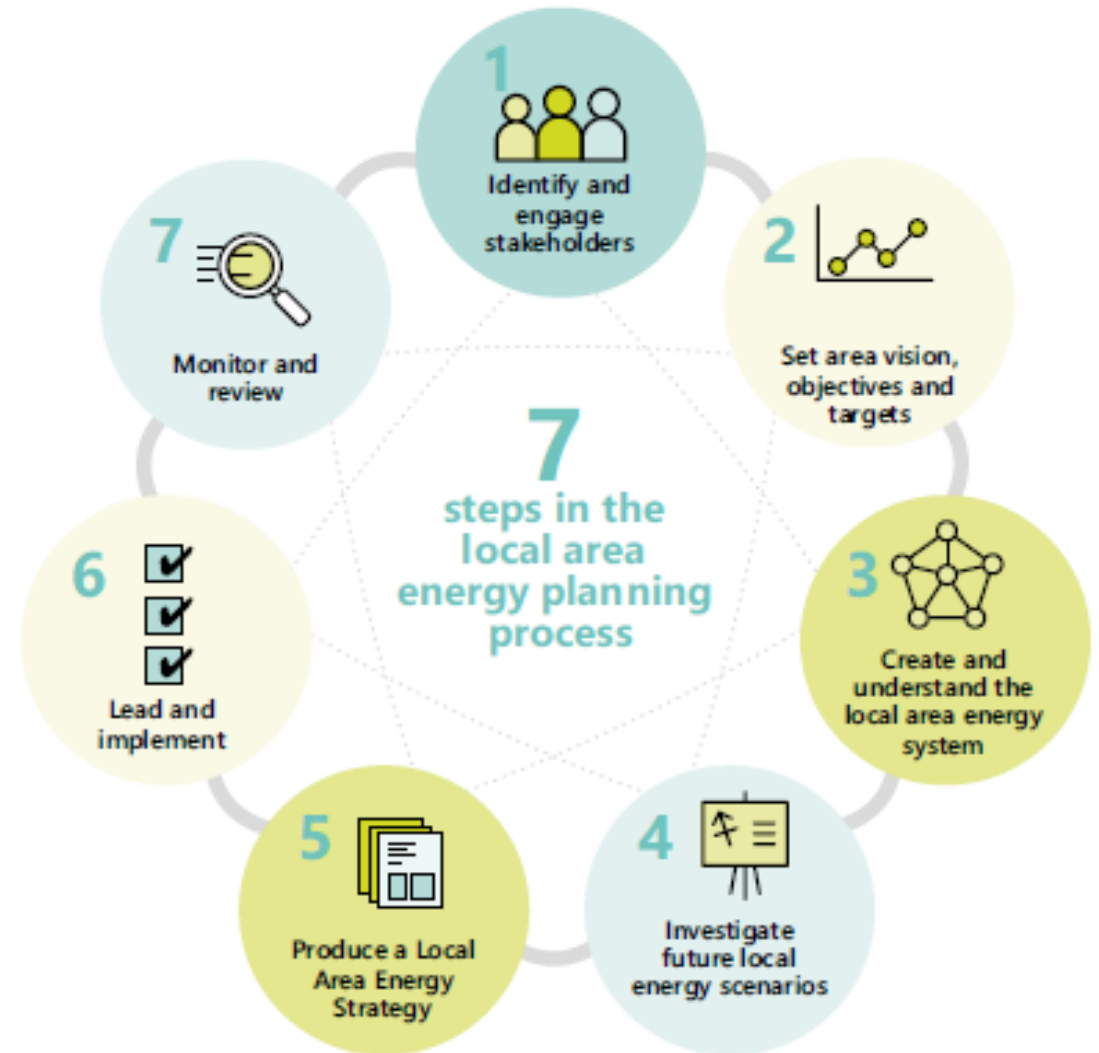 1
Identify and
engage
stakeholders
2
Set area vision,
objectives and
targets
3
Create and
understand the
local area energy
system
4
Investigate
future local
energy scenarios
5
Produce a Local
Area Energy
Strategy
6
Lead and
implement
7
Monitor and
review
7
steps in the
local area
energy planning
process